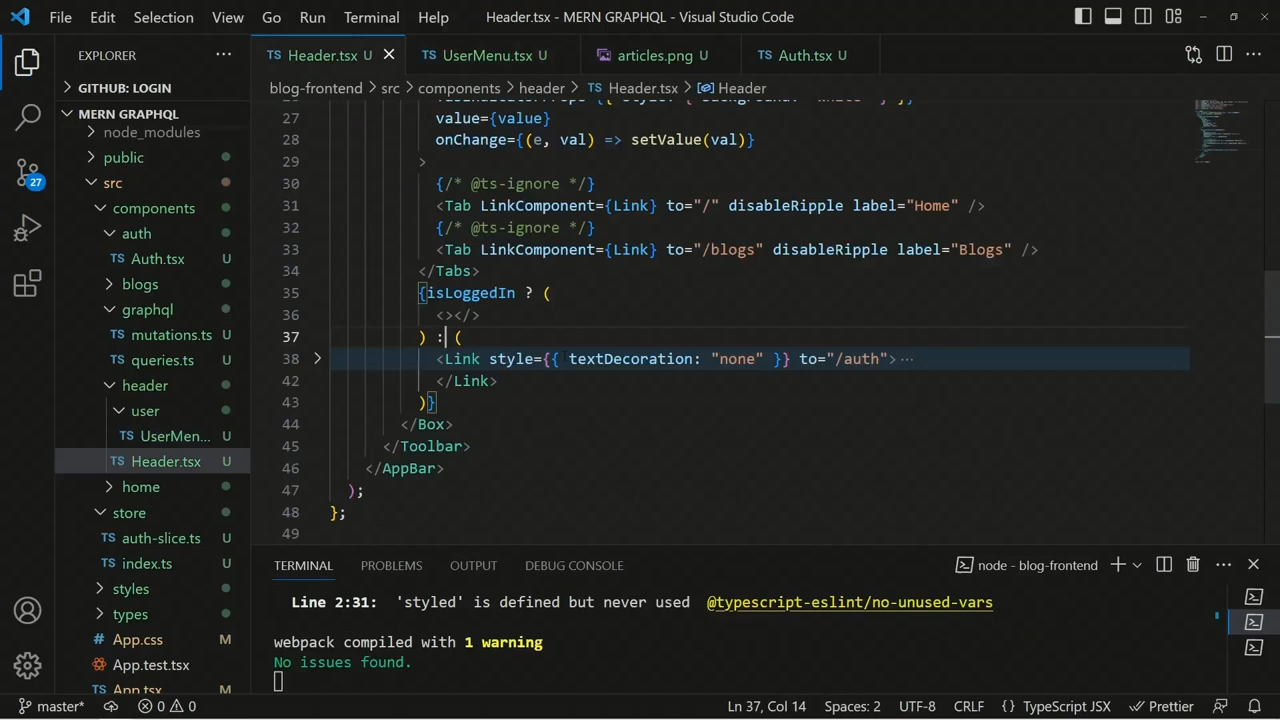 File Edit Selection View Go Run Terminal Help Header.tsx - MERN GRAPHQL - Visual Studio Code
EXPLORER ···
GITHUB: LOGIN
MERN GRAPHQL
node_modules
public
src
components
auth
Auth.tsx
blogs
graphql
mutations.ts U
queries.ts U
header
user
UserMen... U
Header.tsx U
home
store
auth-slice.ts U
index.ts U
styles
types
App.css M
App.test.tsx
App.tsx M
27
Header.tsx U
UserMenu.tsx U
articles.png U
Auth.tsx U
blog-frontend > src > components > header > Header.tsx > Header
27 value={value}
28 onChange={(e, val) => setValue(val)}
29 >
30 {/* @ts-ignore */}
31 <Tab LinkComponent={Link} to="/" disableRipple label="Home" />
32 {/* @ts-ignore */}
33 <Tab LinkComponent={Link} to="/blogs" disableRipple label="Blogs" />
34 </Tabs>
35 {isLoggedIn ? (
36 <></>
37 ) : (
38 <Link style={{ textDecoration: "none" }} to="/auth"> ···
42 </Link>
43 )}
44 </Box>
45 </Toolbar>
46 </AppBar>
47 );
48 };
49
TERMINAL PROBLEMS OUTPUT DEBUG CONSOLE node - blog-frontend
Line 2:31: 'styled' is defined but never used @typescript-eslint/no-unused-vars
webpack compiled with 1 warning
No issues found.
master* 0 0 Ln 37, Col 14 Spaces: 2 UTF-8 CRLF {} TypeScript JSX Prettier